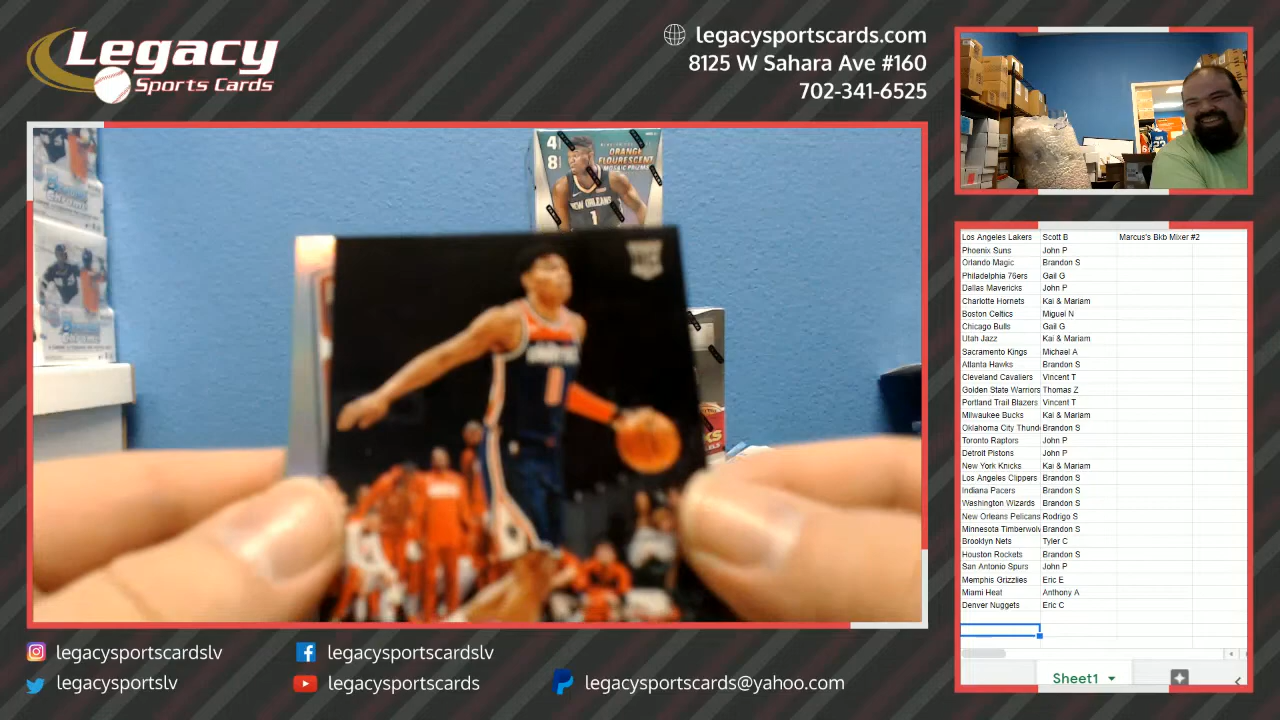 Legacy
Sports Cards
legacysportscards.com
8125 W Sahara Ave #160
702-341-6525
ORANGE
FLOURESCENT
MOSAIC PRIZMS
NEW ORLEANS
1
RC
Los Angeles Lakers Scott B Marcus's Bkb Mixer #2
Phoenix Suns John P
Orlando Magic Brandon S
Philadelphia 76ers Gail G
Dallas Mavericks John P
Charlotte Hornets Kai & Mariam
Boston Celtics Miguel N
Chicago Bulls Gail G
Utah Jazz Kai & Mariam
Sacramento Kings Michael A
Atlanta Hawks Brandon S
Cleveland Cavaliers Vincent T
Golden State Warriors Thomas Z
Portland Trail Blazers Vincent T
Milwaukee Bucks Kai & Mariam
Oklahoma City Thund Brandon S
Toronto Raptors John P
Detroit Pistons John P
New York Knicks Kai & Mariam
Los Angeles Clippers Brandon S
Indiana Pacers Brandon S
Washington Wizards Brandon S
New Orleans Pelicans Rodrigo S
Minnesota Timberwolv Brandon S
Brooklyn Nets Tyler C
Houston Rockets Brandon S
San Antonio Spurs John P
Memphis Grizzlies Eric E
Miami Heat Anthony A
Denver Nuggets Eric C
Sheet1
legacysportscardslv
legacysportscardslv
legacysportslv
legacysportscards
legacysportscards@yahoo.com